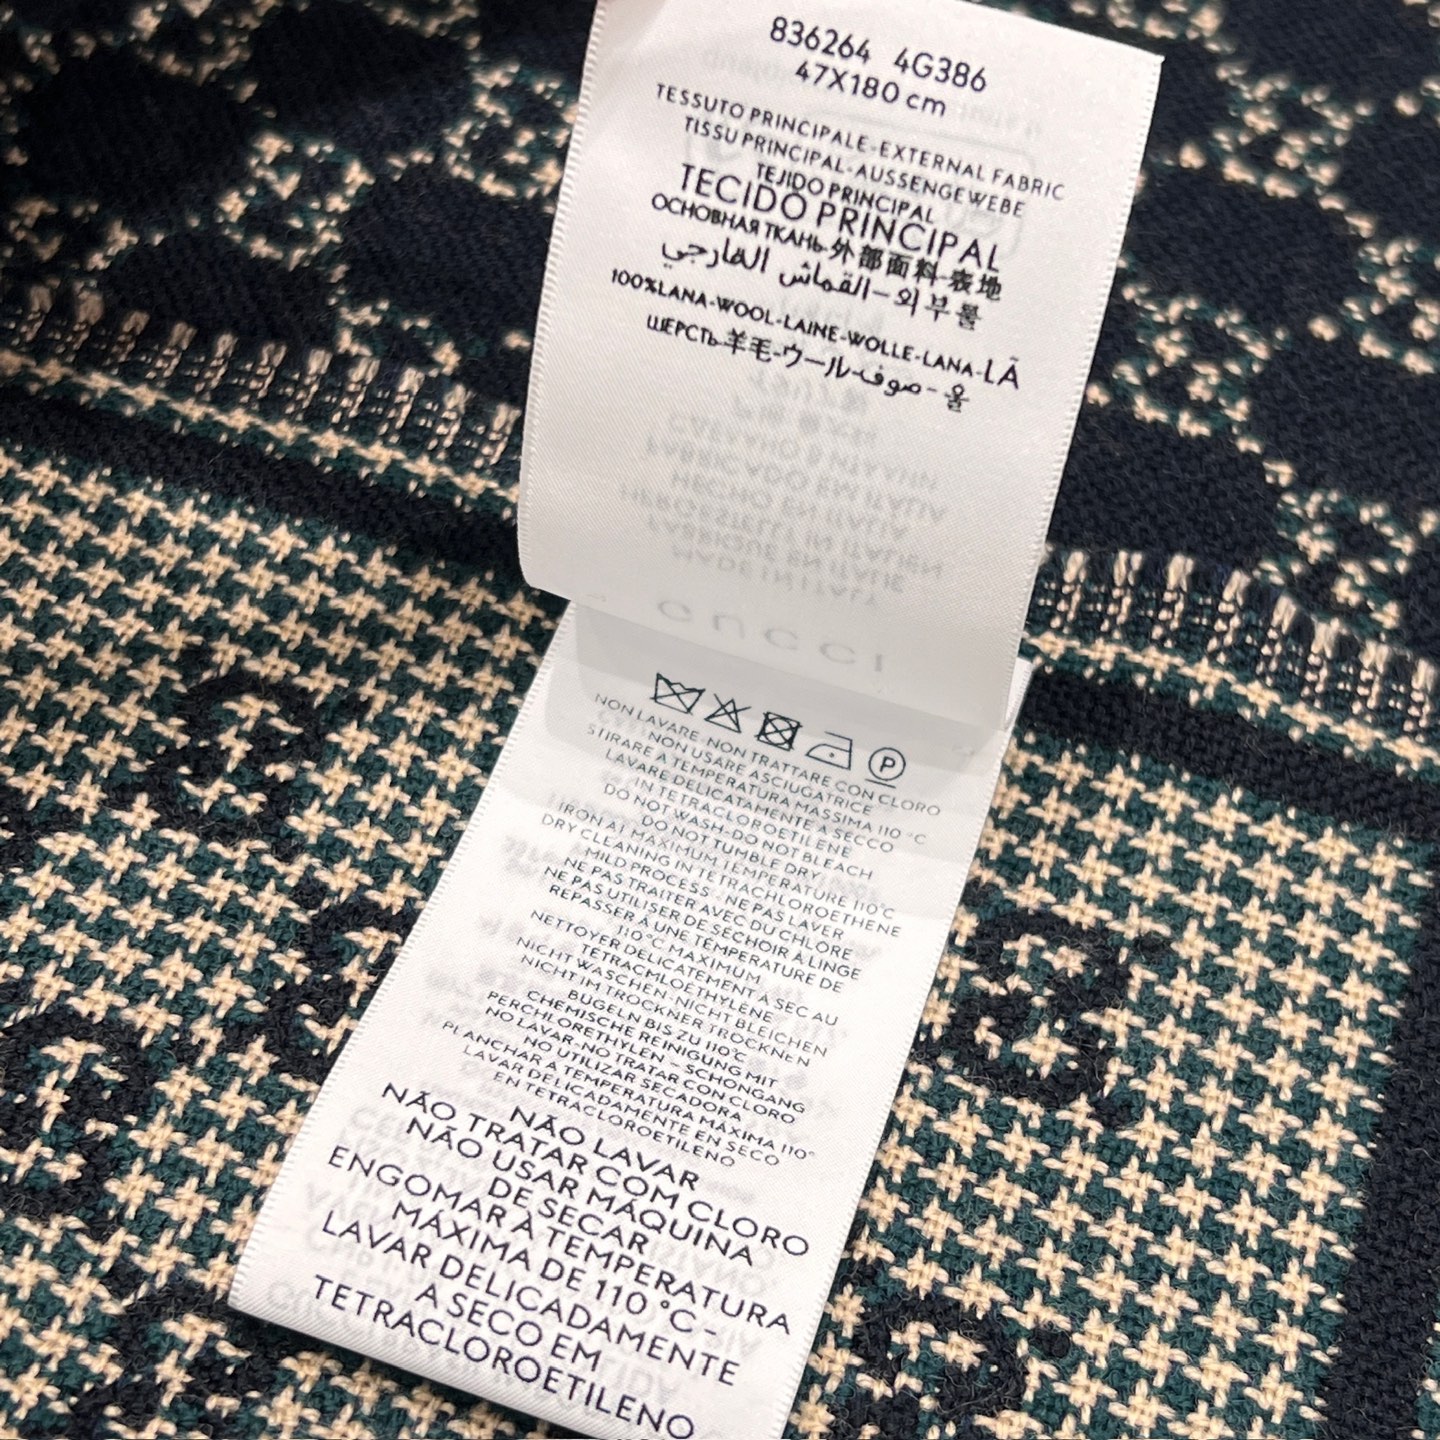 836264 4G386
47X180 cm
TESSUTO PRINCIPALE-EXTERNAL FABRIC
TISSU PRINCIPAL-AUSSENGEWEBE
TEJIDO PRINCIPAL
TECIDO PRINCIPAL
ОСНОВНАЯ ТКАНЬ-外部面料-表地
القماش الخارجي-외부물
100%LANA-WOOL-LAINE-WOLLE-LANA-LÃ
ШЕРСТЬ-羊毛-ウール-صوف-울
GUCCI
P
NON LAVARE-NON TRATTARE CON CLORO
NON USARE ASCIUGATRICE
STIRARE A TEMPERATURA MASSIMA 110 °C
LAVARE DELICATAMENTE A SECCO
IN TETRACLOROETILENE
DO NOT WASH-DO NOT BLEACH
DO NOT TUMBLE DRY
IRON AT MAXIMUM TEMPERATURE 110°C
DRY CLEANING IN TETRACHLOROETHENE
MILD PROCESS, NE PAS LAVER
NE PAS TRAITER AVEC DU CHLORE
NE PAS UTILISER DE SÉCHOIR À LINGE
REPASSER À UNE TEMPÉRATURE DE
110°C MAXIMUM
NETTOYER DELICATEMENT A SEC AU
TETRACMLOETHYLÈNE
NICHT WASCHEN-NICHT BLEICHEN
NICHT IM TROCKNER TROCKNEN
BUGELN BIS ZU 110°C
CHEMISCHE REINIGUNG MIT
PERCHLORETHYLEN - SCHONGANG
NO LAVAR-NO TRATAR CON CLORO
NO UTILIZAR SECADORA
PLANCHAR A TEMPERATURA MÁXIMA 110°
LAVAR DELICADAMENTE EN SECO
EN TETRACLOROETILENO
NÃO LAVAR
NÃO TRATAR COM CLORO
NÃO USAR MÁQUINA
DE SECAR
ENGOMAR À TEMPERATURA
MÁXIMA DE 110 °C -
LAVAR DELICADAMENTE
A SECO EM
TETRACLOROETILENO